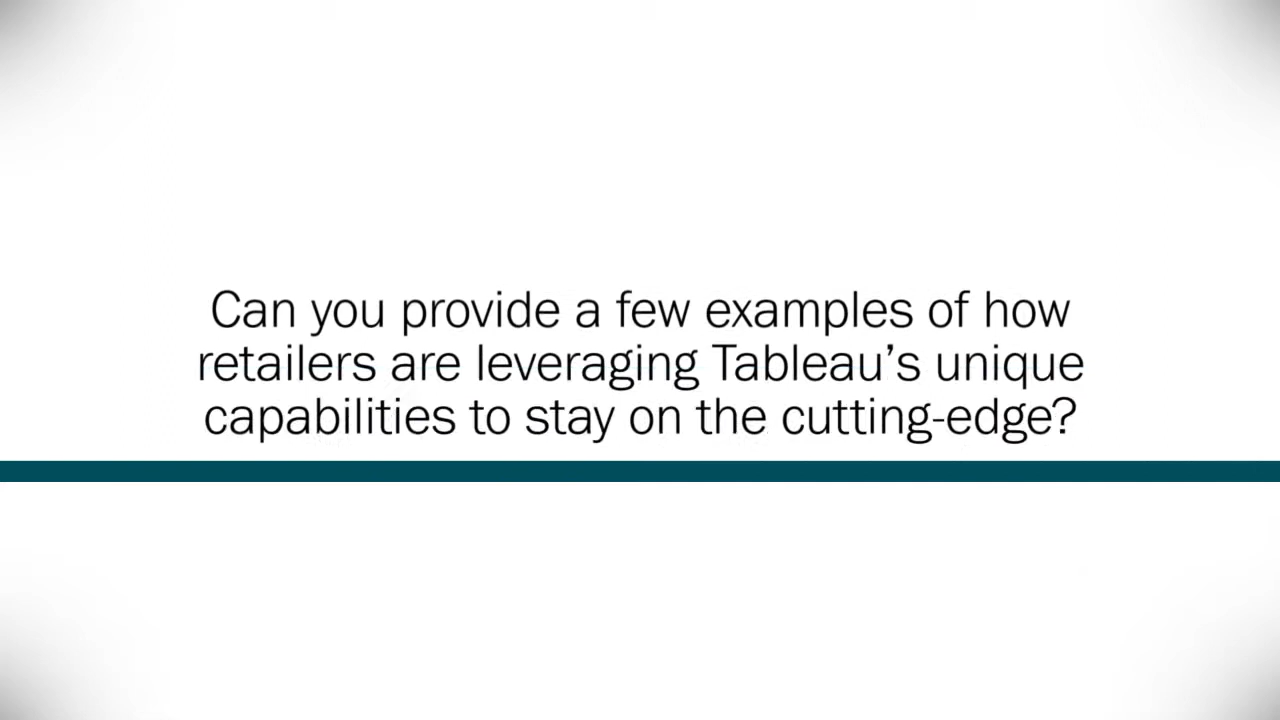 Can you provide a few examples of how
retailers are leveraging Tableau’s unique
capabilities to stay on the cutting-edge?